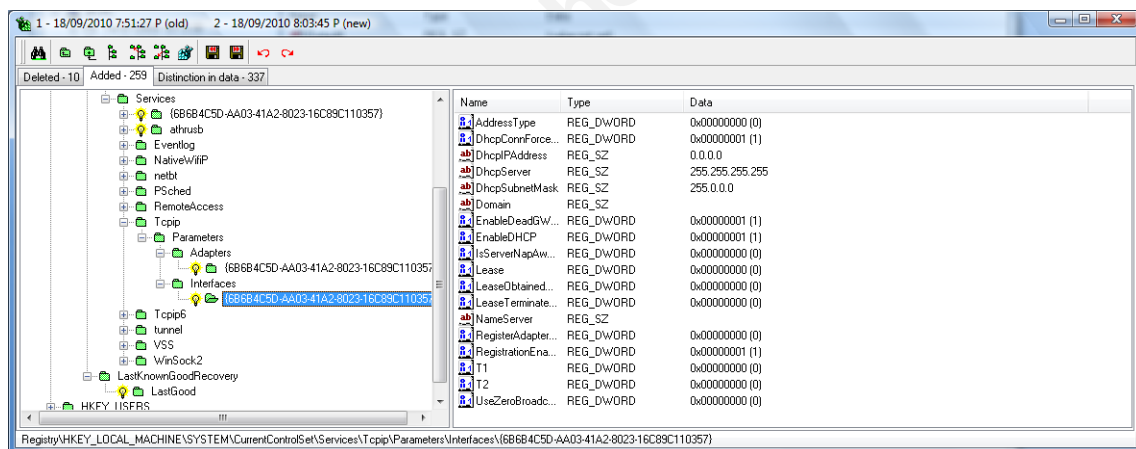 1 - 18/09/2010 7:51:27 P (old) 2 - 18/09/2010 8:03:45 P (new)
Deleted - 10 Added - 259 Distinction in data - 337
Services
{6B6B4C5D-AA03-41A2-8023-16C89C110357}
athrusb
Eventlog
NativeWifiP
netbt
PSched
RemoteAccess
Tcpip
Parameters
Adapters
{6B6B4C5D-AA03-41A2-8023-16C89C110357
Interfaces
{6B6B4C5D-AA03-41A2-8023-16C89C110357
Tcpip6
tunnel
VSS
WinSock2
LastKnownGoodRecovery
LastGood
HKEY_USERS
Name Type Data
AddressType REG_DWORD 0x00000000 (0)
DhcpConnForce... REG_DWORD 0x00000001 (1)
DhcpIPAddress REG_SZ 0.0.0.0
DhcpServer REG_SZ 255.255.255.255
DhcpSubnetMask REG_SZ 255.0.0.0
Domain REG_SZ
EnableDeadGW... REG_DWORD 0x00000001 (1)
EnableDHCP REG_DWORD 0x00000001 (1)
IsServerNapAw... REG_DWORD 0x00000000 (0)
Lease REG_DWORD 0x00000000 (0)
LeaseObtained... REG_DWORD 0x00000000 (0)
LeaseTerminate... REG_DWORD 0x00000000 (0)
NameServer REG_SZ
RegisterAdapter... REG_DWORD 0x00000000 (0)
RegistrationEna... REG_DWORD 0x00000001 (1)
T1 REG_DWORD 0x00000000 (0)
T2 REG_DWORD 0x00000000 (0)
UseZeroBroadc... REG_DWORD 0x00000000 (0)
Registry\HKEY_LOCAL_MACHINE\SYSTEM\CurrentControlSet\Services\Tcpip\Parameters\Interfaces\{6B6B4C5D-AA03-41A2-8023-16C89C110357}